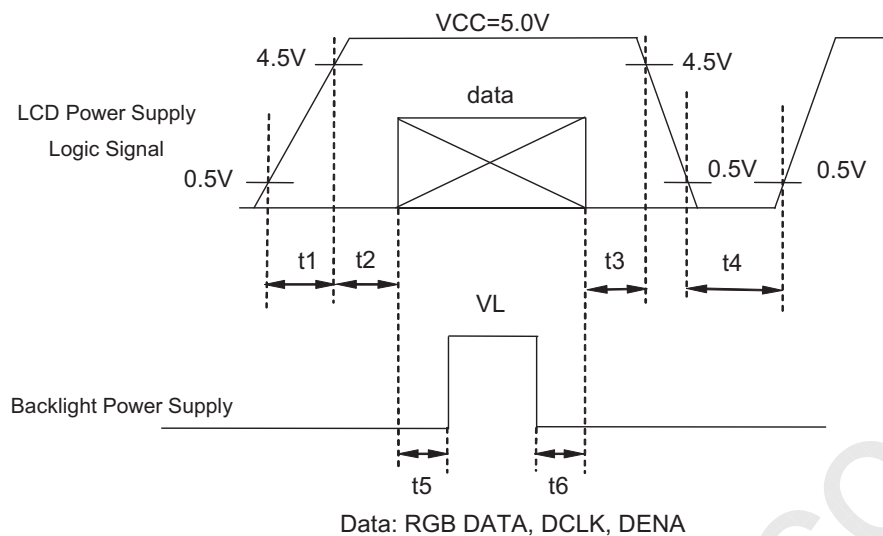 VCC=5.0V
4.5V
4.5V
data
LCD Power Supply
Logic Signal
0.5V
0.5V
0.5V
t1
t2
t3
t4
VL
Backlight Power Supply
t5
t6
Data: RGB DATA, DCLK, DENA